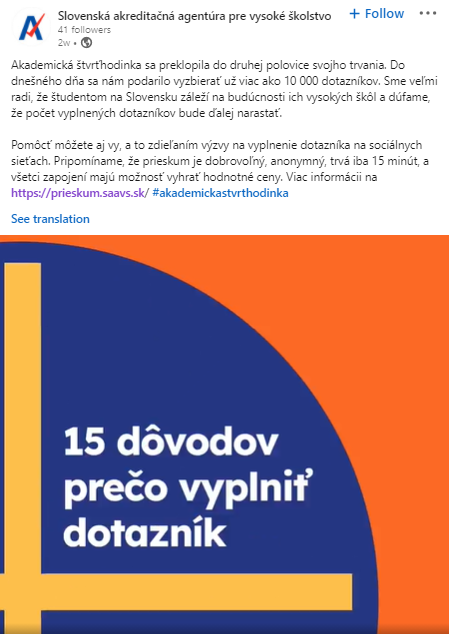 Slovenská akreditačná agentúra pre vysoké školstvo
+ Follow
41 followers
2w •
Akademická štvrťhodinka sa preklopila do druhej polovice svojho trvania. Do
dnešného dňa sa nám podarilo vyzbierať už viac ako 10 000 dotazníkov. Sme veľmi
radi, že študentom na Slovensku záleží na budúcnosti ich vysokých škôl a dúfame,
že počet vyplnených dotazníkov bude ďalej narastať.
Pomôcť môžete aj vy, a to zdieľaním výzvy na vyplnenie dotazníka na sociálnych
sieťach. Pripomíname, že prieskum je dobrovoľný, anonymný, trvá iba 15 minút, a
všetci zapojení majú možnosť vyhrať hodnotné ceny. Viac informácii na
https://prieskum.saavs.sk/ #akademickastvrthodinka
See translation
15 dôvodov
prečo vyplniť
dotazník